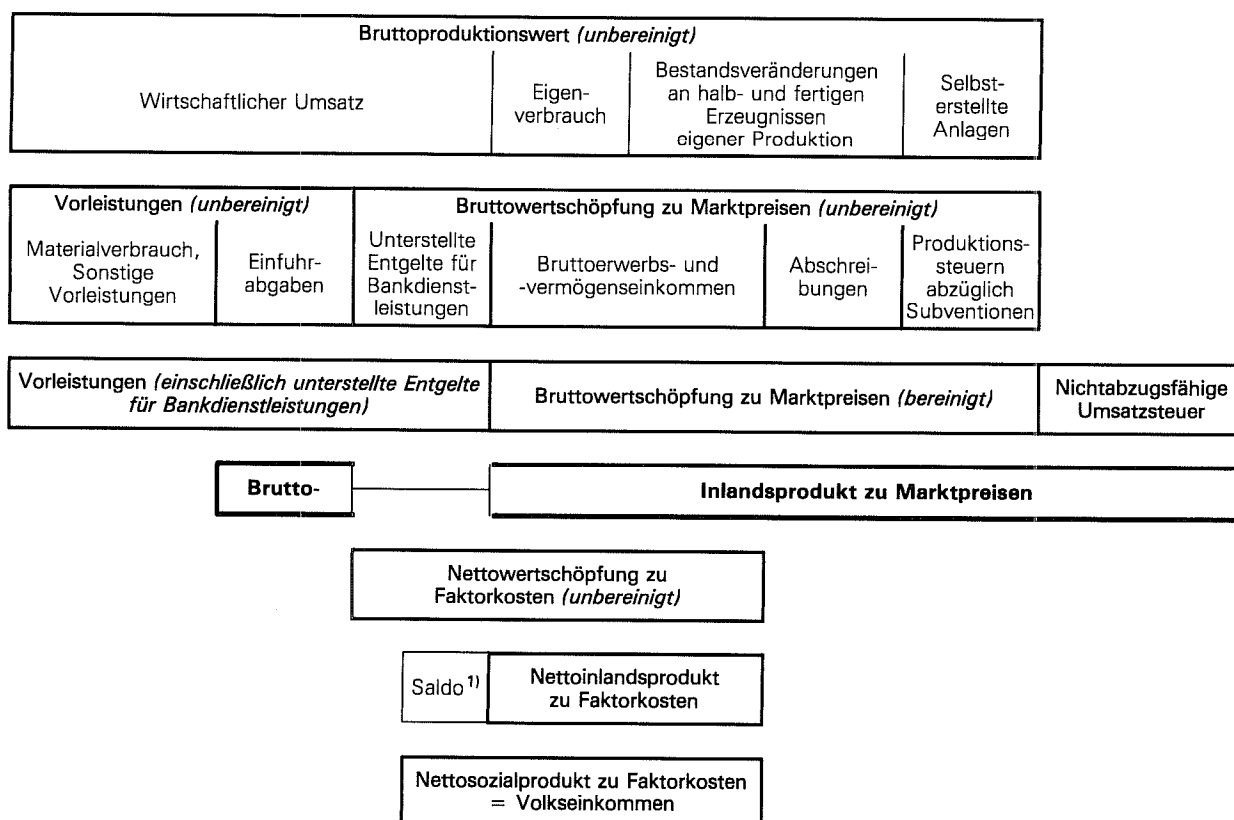 Bruttoproduktionswert (unbereinigt)
Wirtschaftlicher Umsatz
Eigen-
verbrauch
Bestandsveränderungen
an halb- und fertigen
Erzeugnissen
eigener Produktion
Selbst-
erstellte
Anlagen
Vorleistungen (unbereinigt)
Materialverbrauch,
Sonstige
Vorleistungen
Einfuhr-
abgaben
Bruttowertschöpfung zu Marktpreisen (unbereinigt)
Unterstellte
Entgelte für
Bankdienst-
leistungen
Bruttoerwerbs- und
-vermögenseinkommen
Abschrei-
bungen
Produktions-
steuern
abzüglich
Subventionen
Vorleistungen (einschließlich unterstellte Entgelte
für Bankdienstleistungen)
Bruttowertschöpfung zu Marktpreisen (bereinigt)
Nichtabzugsfähige
Umsatzsteuer
Brutto-
Inlandsprodukt zu Marktpreisen
Nettowertschöpfung zu
Faktorkosten (unbereinigt)
Saldo 1)
Nettoinlandsprodukt
zu Faktorkosten
Nettosozialprodukt zu Faktorkosten
= Volkseinkommen